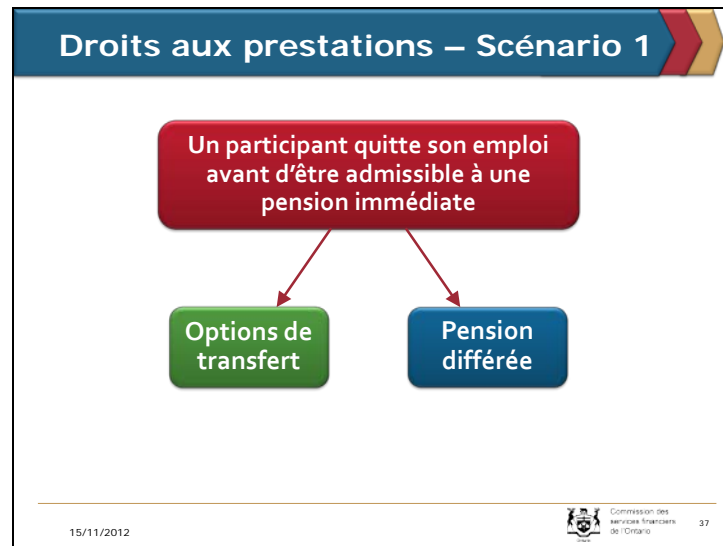 Droits aux prestations – Scénario 1
Un participant quitte son emploi
avant d'être admissible à une
pension immédiate
Options de
transfert
Pension
différée
15/11/2012
Commission des
services financiers
de l'Ontario
37
Ontario